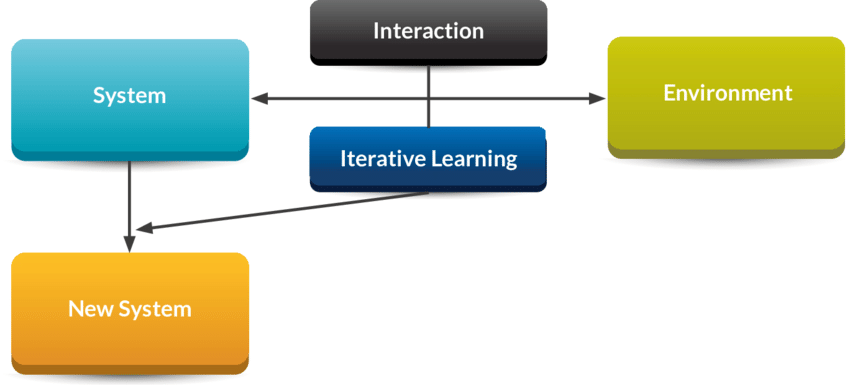 Interaction
System
Environment
Iterative Learning
New System